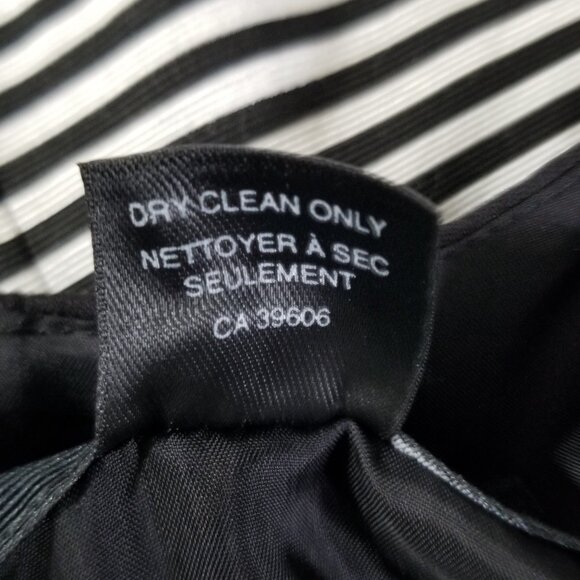 DRY CLEAN ONLY
NETTOYER À SEC
SEULEMENT
CA 39606